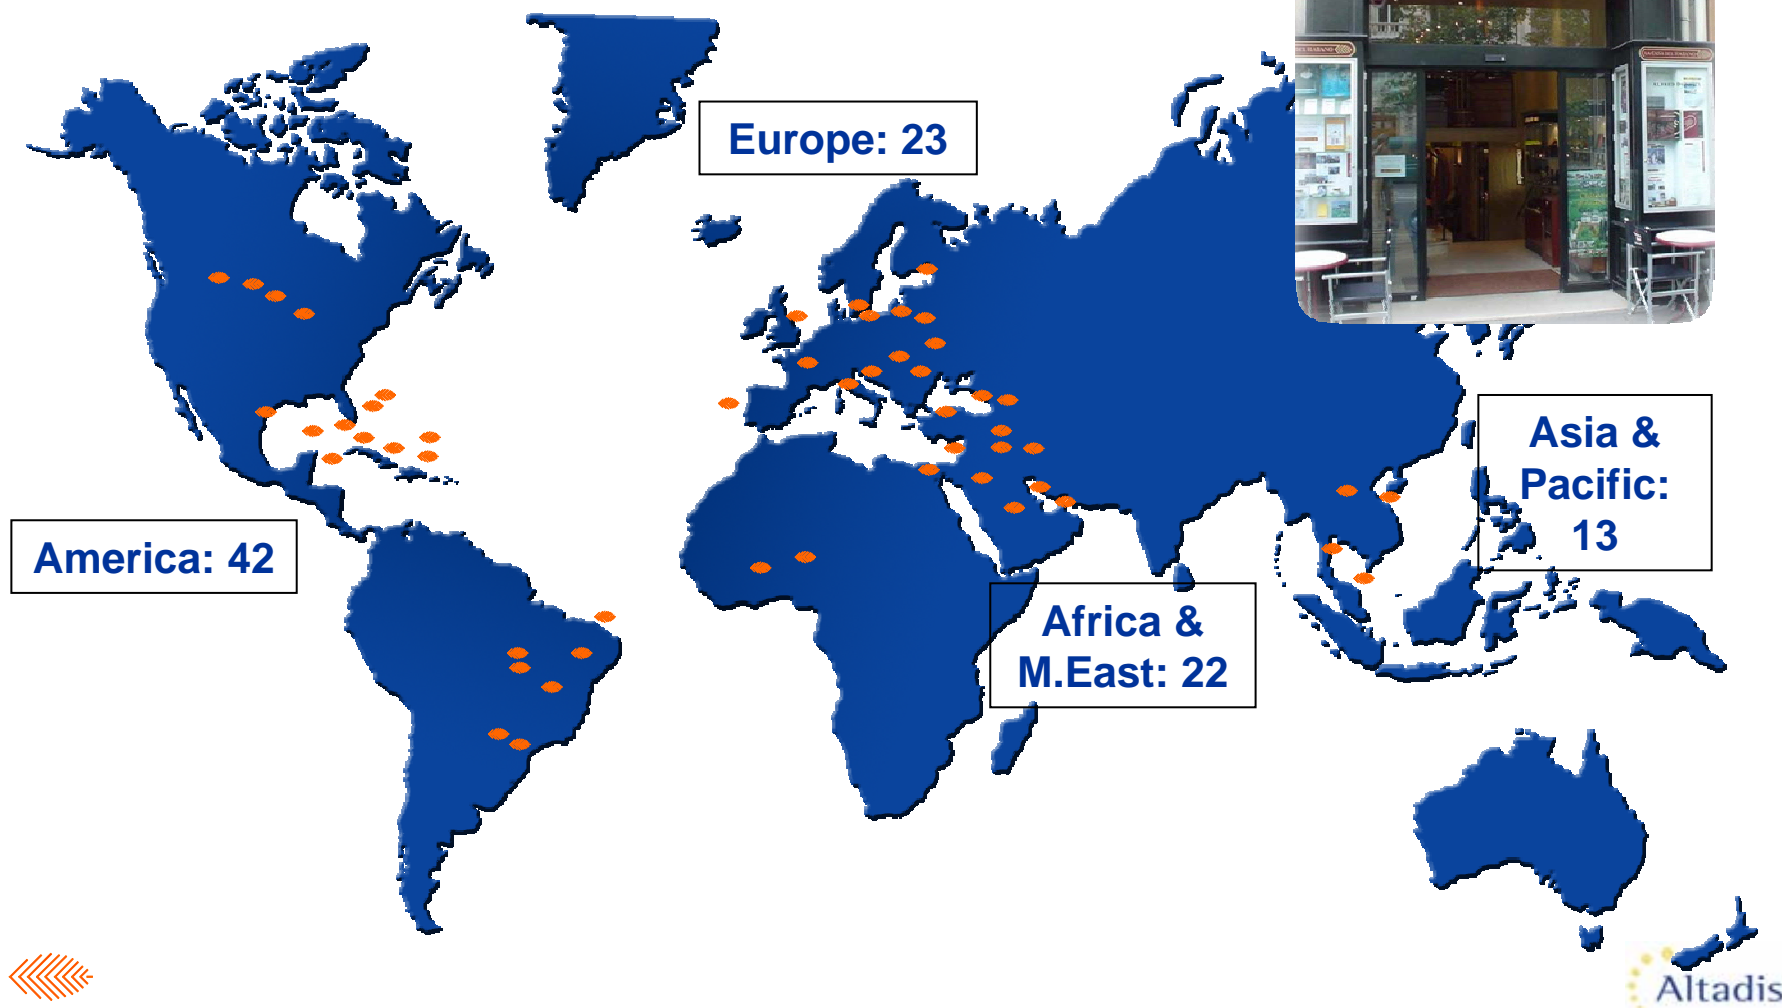 Europe: 23
Asia &
Pacific:
13
America: 42
Africa &
M.East: 22
Altadis